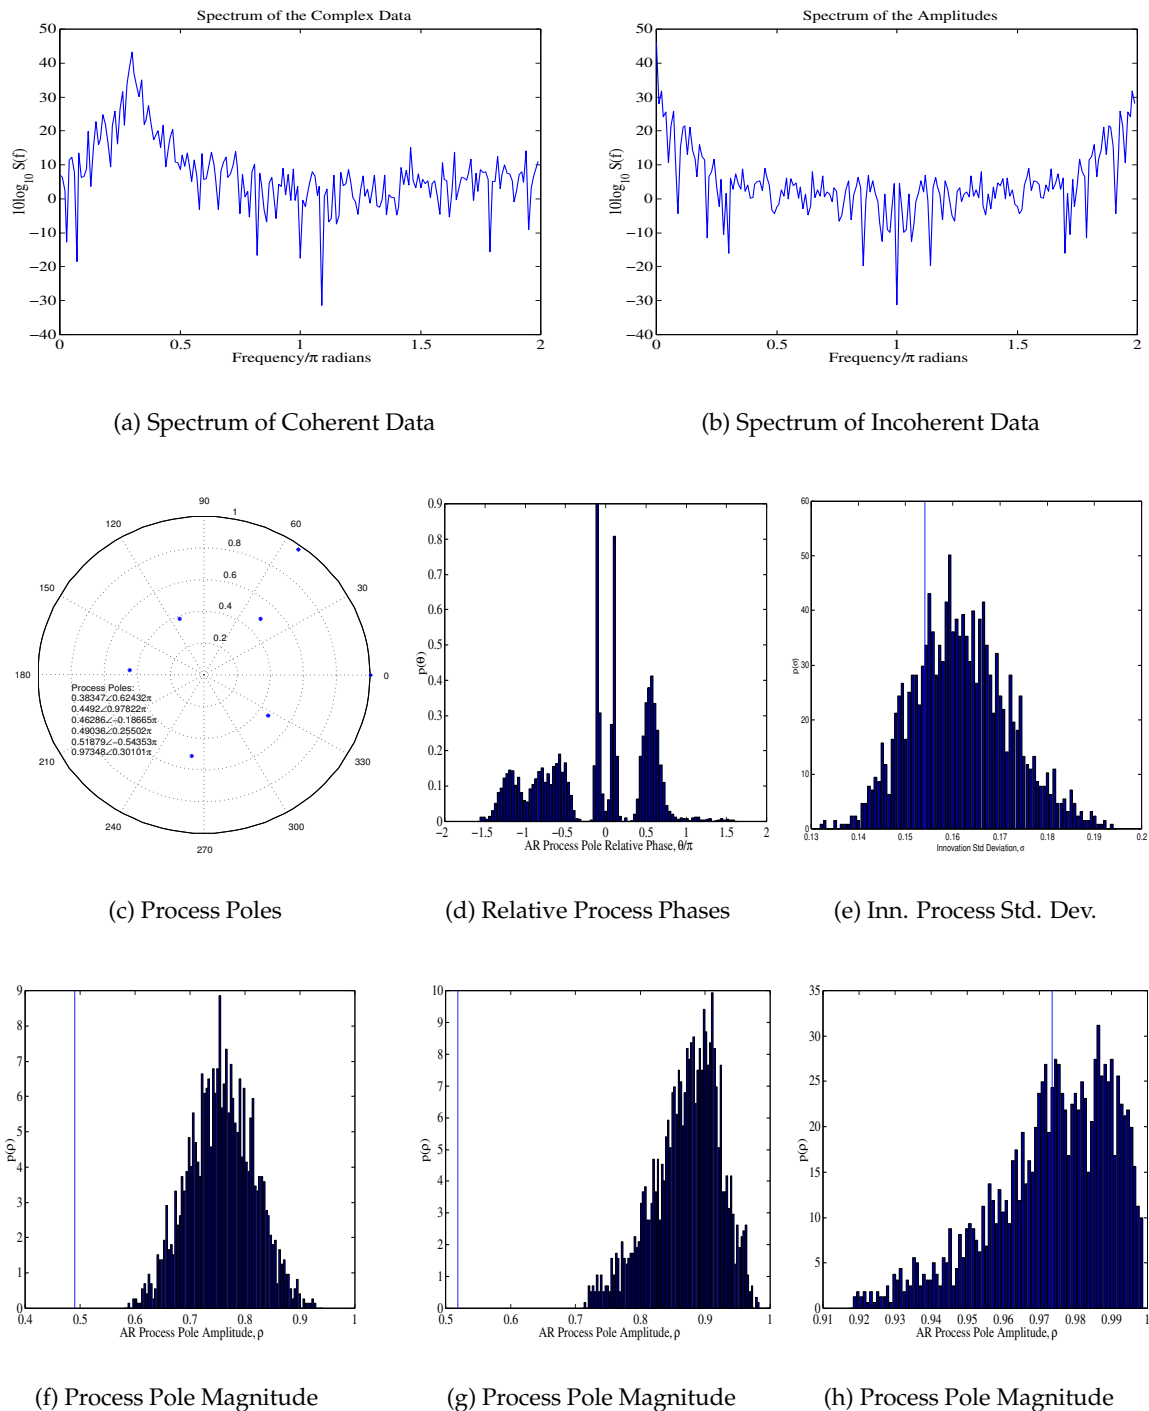 Spectrum of the Complex Data
50
40
30
20
10
0
−10
−20
−30
−40
10log10 S(f)
0 0.5 1 1.5 2
Frequency/π radians
(a) Spectrum of Coherent Data
Spectrum of the Amplitudes
50
40
30
20
10
0
−10
−20
−30
−40
10log10 S(f)
0 0.5 1 1.5 2
Frequency/π radians
(b) Spectrum of Incoherent Data
90
120 1 60
0.8
0.6
150 0.4 30
0.2
180 0
Process Poles:
0.38347∠0.62432π
0.4492∠0.97822π
0.46286∠-0.18665π
0.49036∠0.25502π
0.51879∠-0.54353π
0.97348∠0.30101π
210 330
240 300
270
(c) Process Poles
0.9
0.8
0.7
0.6
0.5
0.4
0.3
0.2
0.1
0
p(θ)
−2 −1.5 −1 −0.5 0 0.5 1 1.5 2
AR Process Pole Relative Phase, θ/π
(d) Relative Process Phases
60
50
40
30
20
10
0
p(σ)
0.13 0.14 0.15 0.16 0.17 0.18 0.19 0.2
Innovation Std Deviation, σ
(e) Inn. Process Std. Dev.
9
8
7
6
5
4
3
2
1
0
p(ρ)
0.4 0.5 0.6 0.7 0.8 0.9 1
AR Process Pole Amplitude, ρ
(f) Process Pole Magnitude
10
9
8
7
6
5
4
3
2
1
0
p(ρ)
0.5 0.6 0.7 0.8 0.9 1
AR Process Pole Amplitude, ρ
(g) Process Pole Magnitude
35
30
25
20
15
10
5
0
p(ρ)
0.91 0.92 0.93 0.94 0.95 0.96 0.97 0.98 0.99 1
AR Process Pole Amplitude, ρ
(h) Process Pole Magnitude